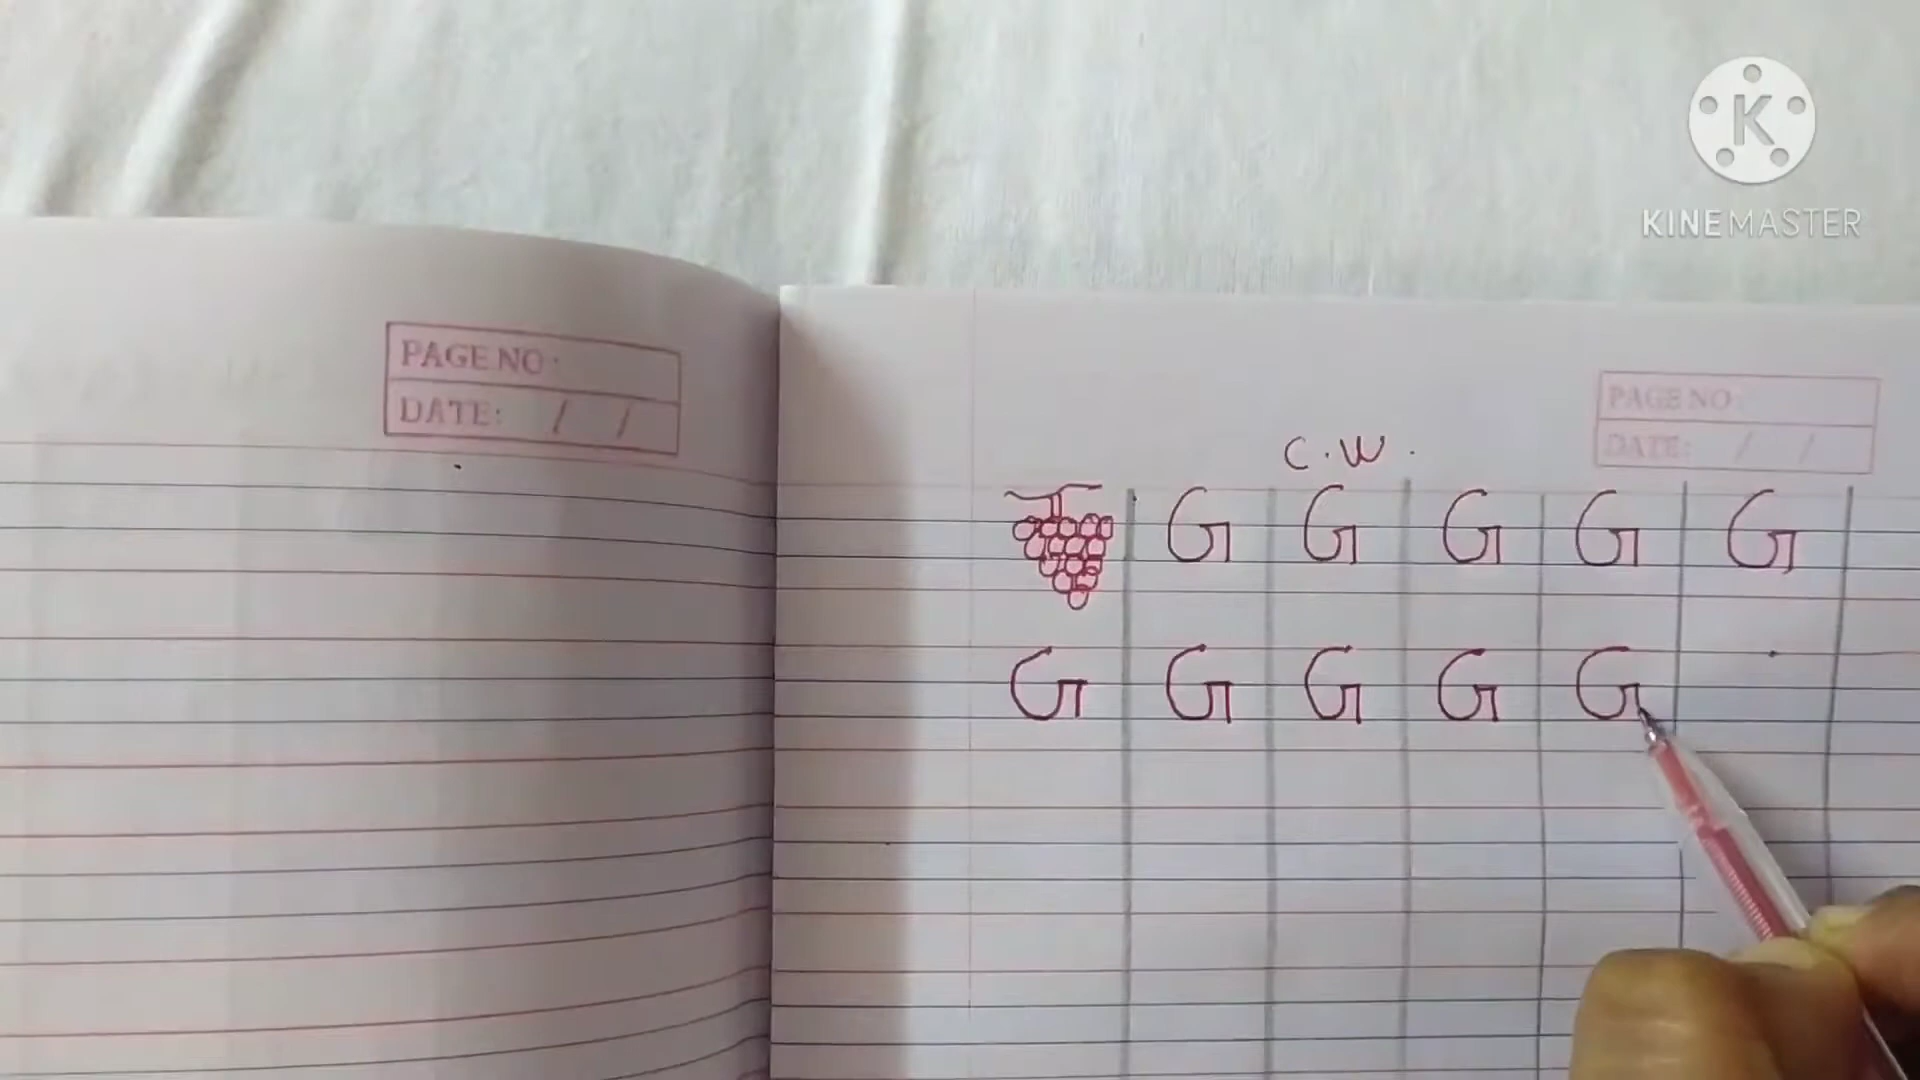 KINEMASTER
PAGE NO:
DATE: / /
PAGE NO:
DATE: / /
C.W.
G G G G G
G G G G G